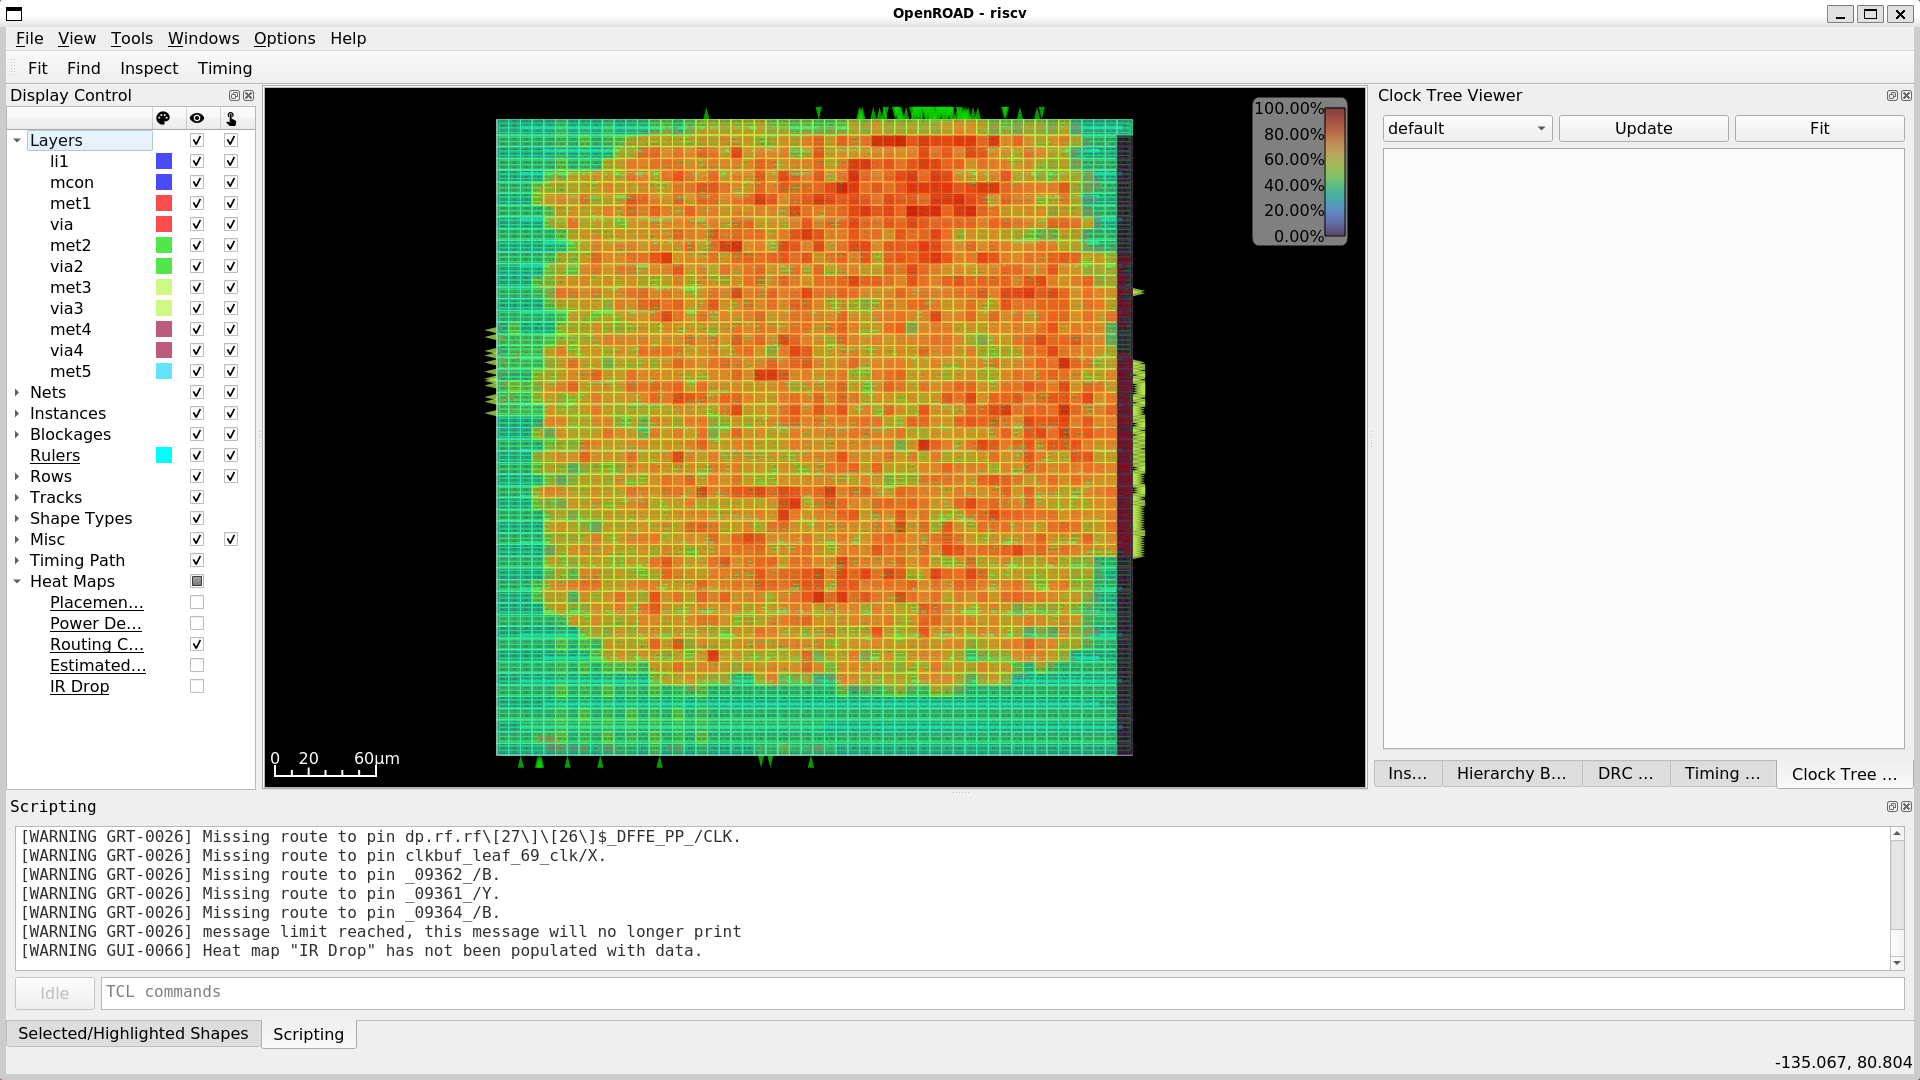 OpenROAD - riscv
File View Tools Windows Options Help
Fit Find Inspect Timing
Display Control
Layers
li1
mcon
met1
via
met2
via2
met3
via3
met4
via4
met5
Nets
Instances
Blockages
Rulers
Rows
Tracks
Shape Types
Misc
Timing Path
Heat Maps
Placemen...
Power De...
Routing C...
Estimated...
IR Drop
100.00%
80.00%
60.00%
40.00%
20.00%
0.00%
0 20 60μm
Clock Tree Viewer
default Update Fit
Ins... Hierarchy B... DRC ... Timing ... Clock Tree ...
Scripting
[WARNING GRT-0026] Missing route to pin dp.rf.rf\[27\]\[26\]$_DFFE_PP_/CLK.
[WARNING GRT-0026] Missing route to pin clkbuf_leaf_69_clk/X.
[WARNING GRT-0026] Missing route to pin _09362_/B.
[WARNING GRT-0026] Missing route to pin _09361_/Y.
[WARNING GRT-0026] Missing route to pin _09364_/B.
[WARNING GRT-0026] message limit reached, this message will no longer print
[WARNING GUI-0066] Heat map "IR Drop" has not been populated with data.
Idle TCL commands
Selected/Highlighted Shapes Scripting
-135.067, 80.804